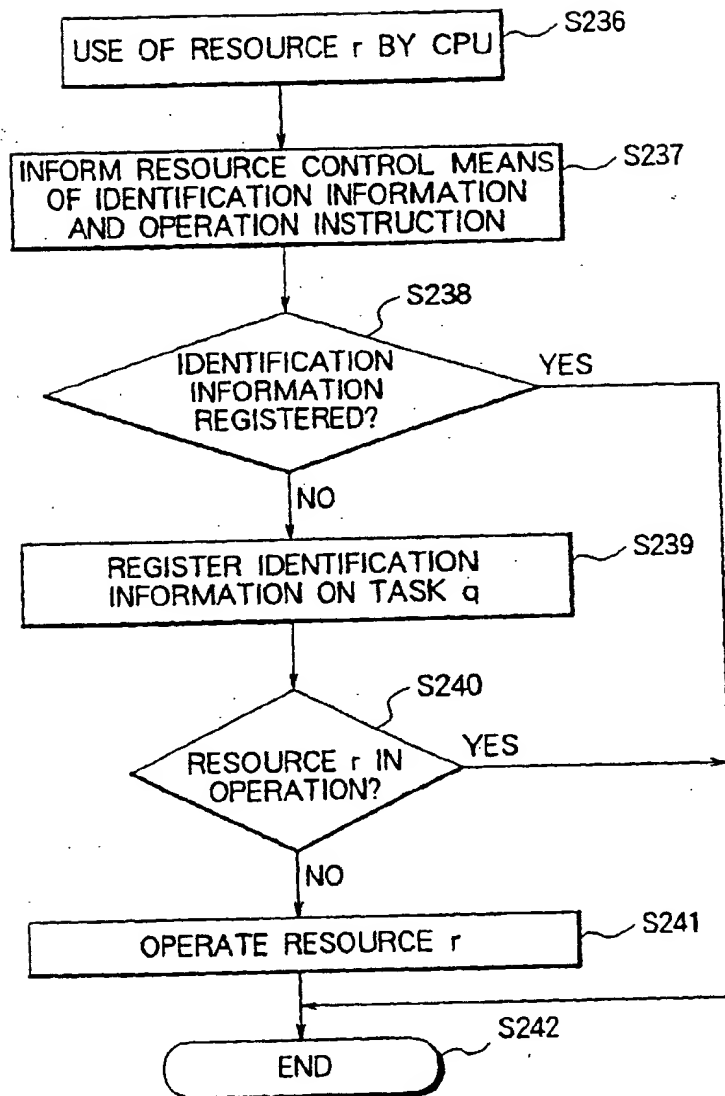 USE OF RESOURCE r BY CPU
S236
INFORM RESOURCE CONTROL MEANS
OF IDENTIFICATION INFORMATION
AND OPERATION INSTRUCTION
S237
S238
IDENTIFICATION
INFORMATION
REGISTERED?
YES
NO
REGISTER IDENTIFICATION
INFORMATION ON TASK q
S239
S240
RESOURCE r IN
OPERATION?
YES
NO
OPERATE RESOURCE r
S241
S242
END